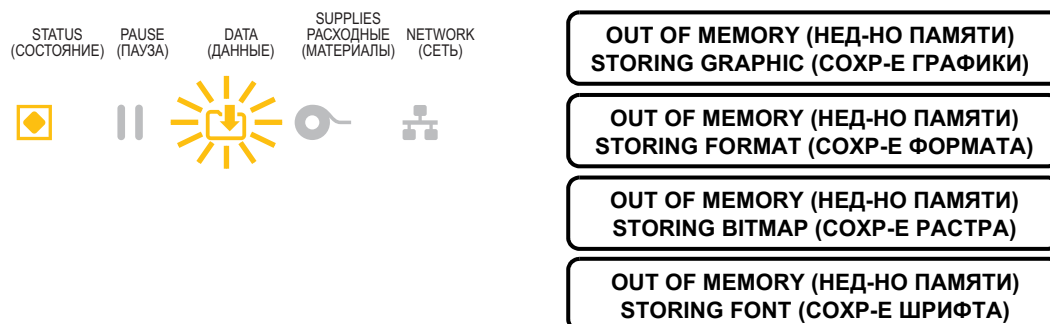 STATUS
(СОСТОЯНИЕ)
PAUSE
(ПАУЗА)
DATA
(ДАННЫЕ)
SUPPLIES
РАСХОДНЫЕ
(МАТЕРИАЛЫ)
NETWORK
(СЕТЬ)
OUT OF MEMORY (НЕД-НО ПАМЯТИ)
STORING GRAPHIC (СОХР-Е ГРАФИКИ)
OUT OF MEMORY (НЕД-НО ПАМЯТИ)
STORING FORMAT (СОХР-Е ФОРМАТА)
OUT OF MEMORY (НЕД-НО ПАМЯТИ)
STORING BITMAP (СОХР-Е РАСТРА)
OUT OF MEMORY (НЕД-НО ПАМЯТИ)
STORING FONT (СОХР-Е ШРИФТА)